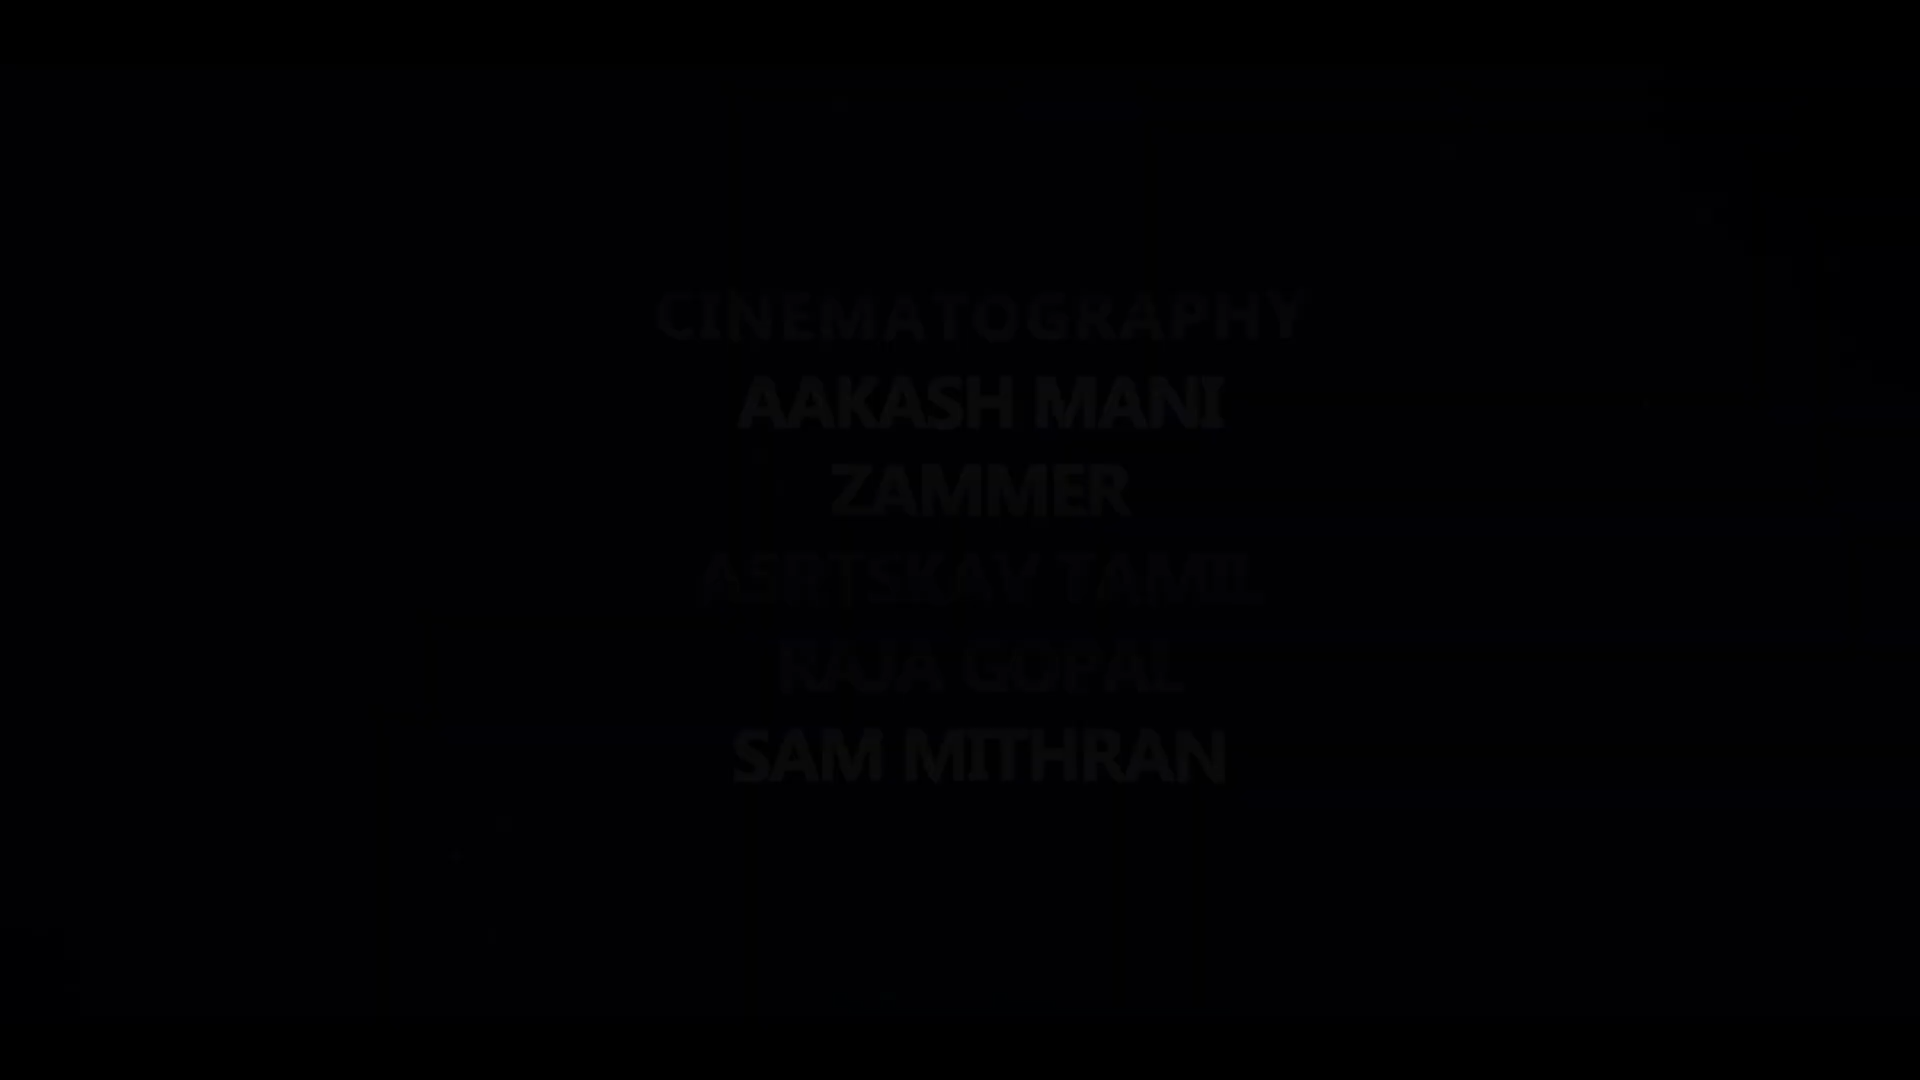 CINEMATOGRAPHY
AAKASH MANI
ZAMMER
TAMIL
RAJA GOPAL
SAM MITHRAN